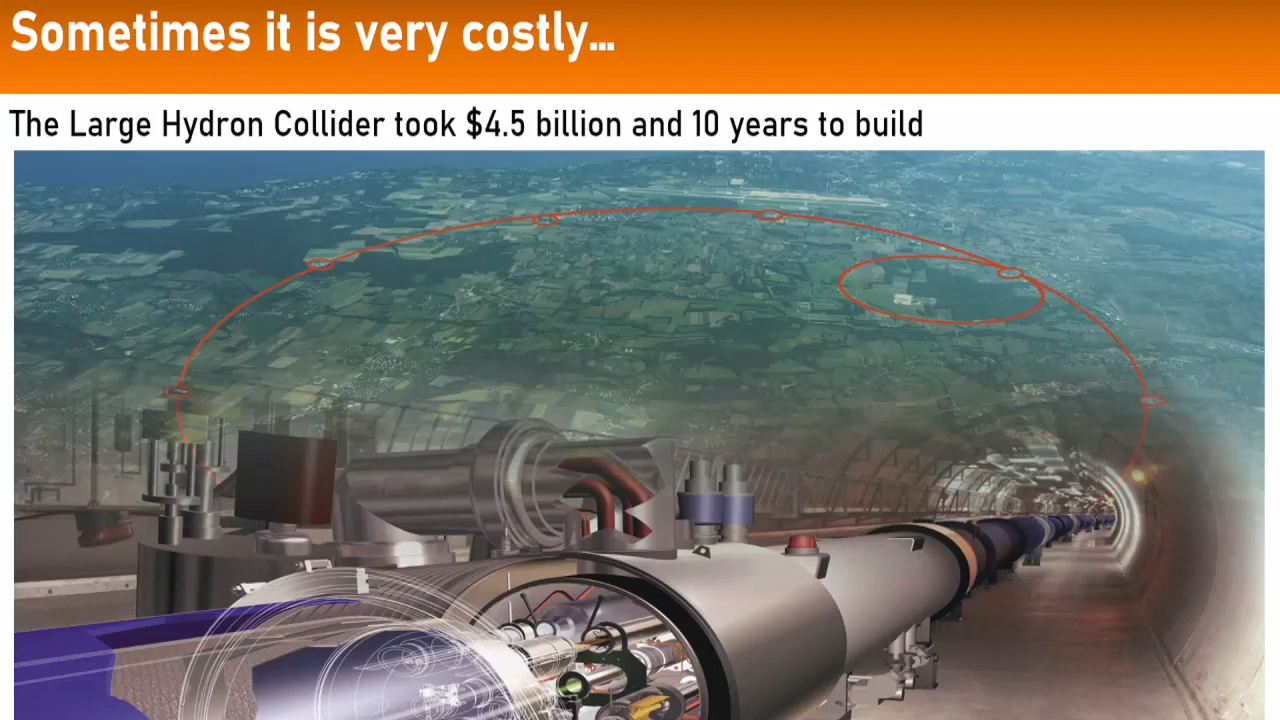 Sometimes it is very costly...
The Large Hydron Collider took $4.5 billion and 10 years to build